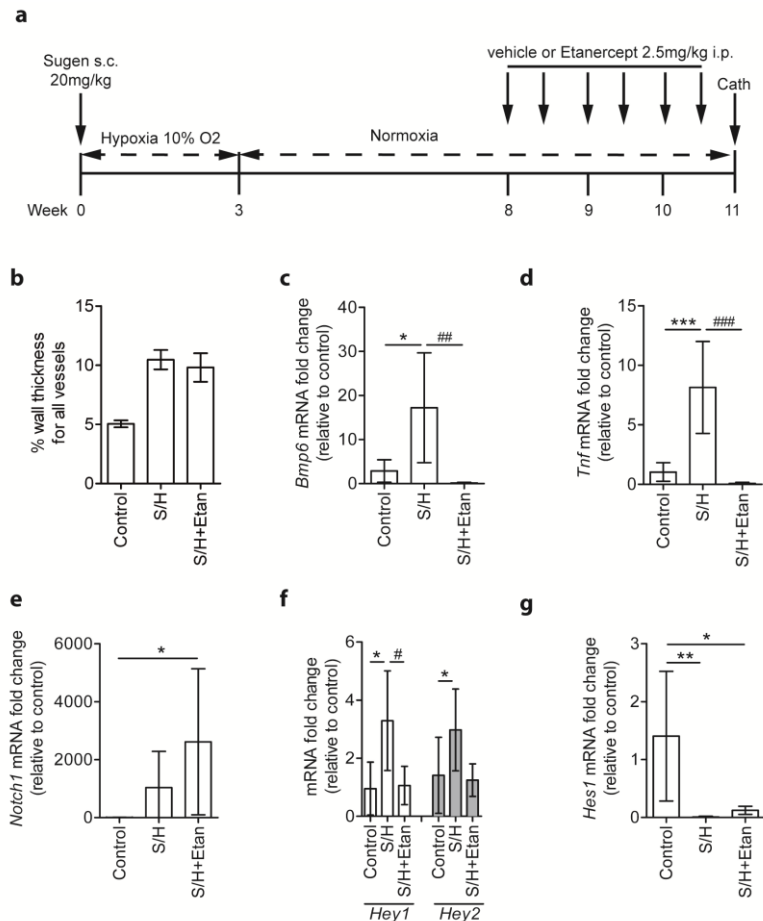 a
Sugen s.c.
20mg/kg
vehicle or Etanercept 2.5mg/kg i.p.
Cath
Hypoxia 10% O2
Normoxia
Week 0 3 8 9 10 11
b
% wall thickness
for all vessels
15
10
5
0
Control
S/H
S/H+Etan
c
Bmp6 mRNA fold change
(relative to control)
40
30
20
10
0
* ##
Control
S/H
S/H+Etan
d
Tnf mRNA fold change
(relative to control)
15
10
5
0
*** ###
Control
S/H
S/H+Etan
e
Notch1 mRNA fold change
(relative to control)
6000
4000
2000
0
*
Control
S/H
S/H+Etan
f
mRNA fold change
(relative to control)
6
4
2
0
* # *
Control
S/H
S/H+Etan
Control
S/H
S/H+Etan
Hey1 Hey2
g
Hes1 mRNA fold change
(relative to control)
3
2
1
0
*
**
Control
S/H
S/H+Etan